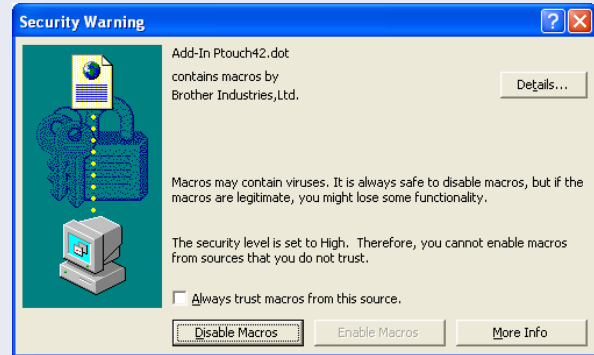 Security Warning
Add-In Ptouch42.dot
contains macros by
Brother Industries,Ltd.
Details...
Macros may contain viruses. It is always safe to disable macros, but if the
macros are legitimate, you might lose some functionality.
The security level is set to High. Therefore, you cannot enable macros
from sources that you do not trust.
Always trust macros from this source.
Disable Macros
Enable Macros
More Info